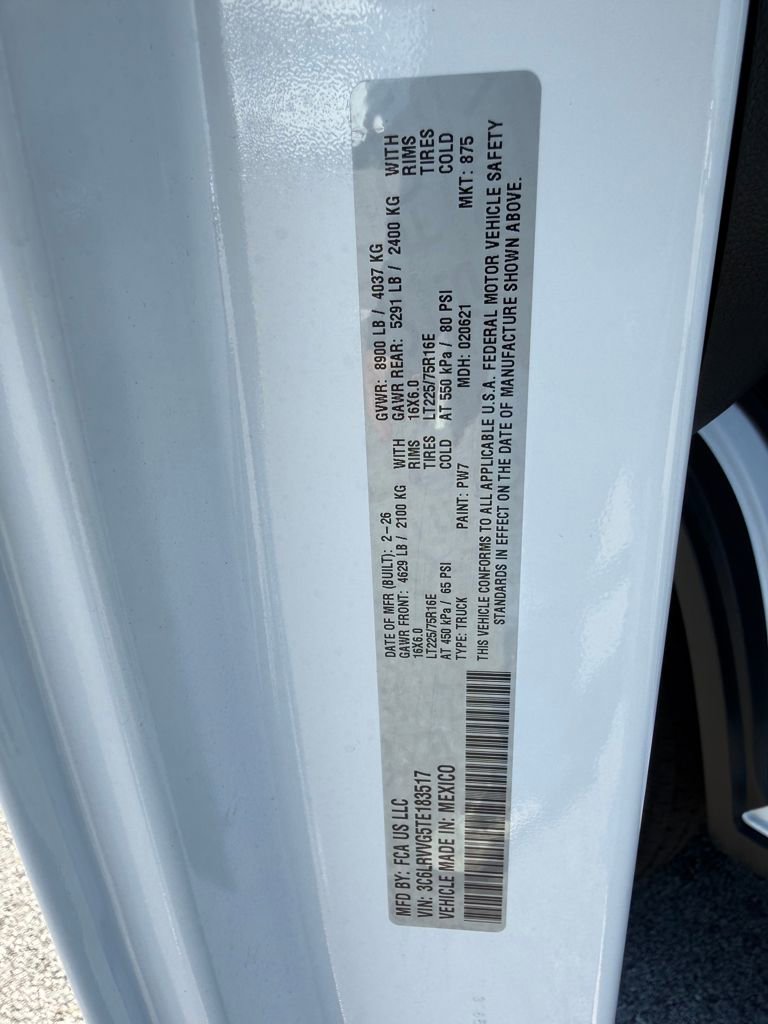 MFD BY: FCA US LLC
VIN: 3C6LRVVG5TE183517
VEHICLE MADE IN: MEXICO
DATE OF MFR (BUILT): 2-26
GVWR: 8900 LB / 4037 KG
GAWR FRONT: 4629 LB / 2100 KG WITH
16X6.0 RIMS
LT225/75R16E TIRES
AT 450 kPa / 65 PSI COLD
GAWR REAR: 5291 LB / 2400 KG WITH
16X6.0 RIMS
LT225/75R16E TIRES
AT 550 kPa / 80 PSI COLD
TYPE: TRUCK PAINT: PW7 MDH: 020621 MKT: 875
THIS VEHICLE CONFORMS TO ALL APPLICABLE U.S.A. FEDERAL MOTOR VEHICLE SAFETY
STANDARDS IN EFFECT ON THE DATE OF MANUFACTURE SHOWN ABOVE.